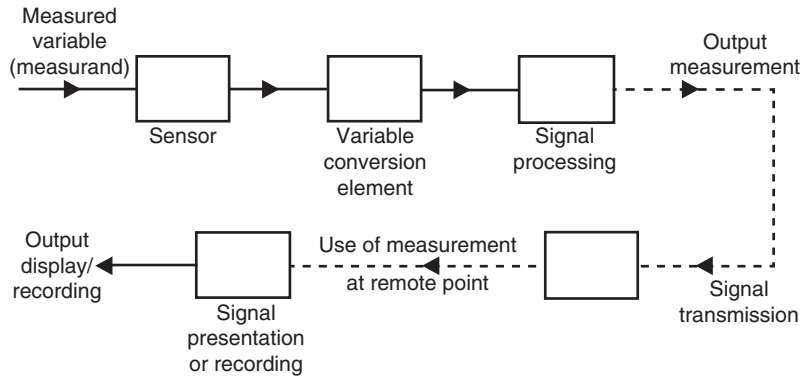 Measured
variable
(measurand)
Output
measurement
Sensor
Variable
conversion
element
Signal
processing
Output
display/
recording
Use of measurement
at remote point
Signal
presentation
or recording
Signal
transmission